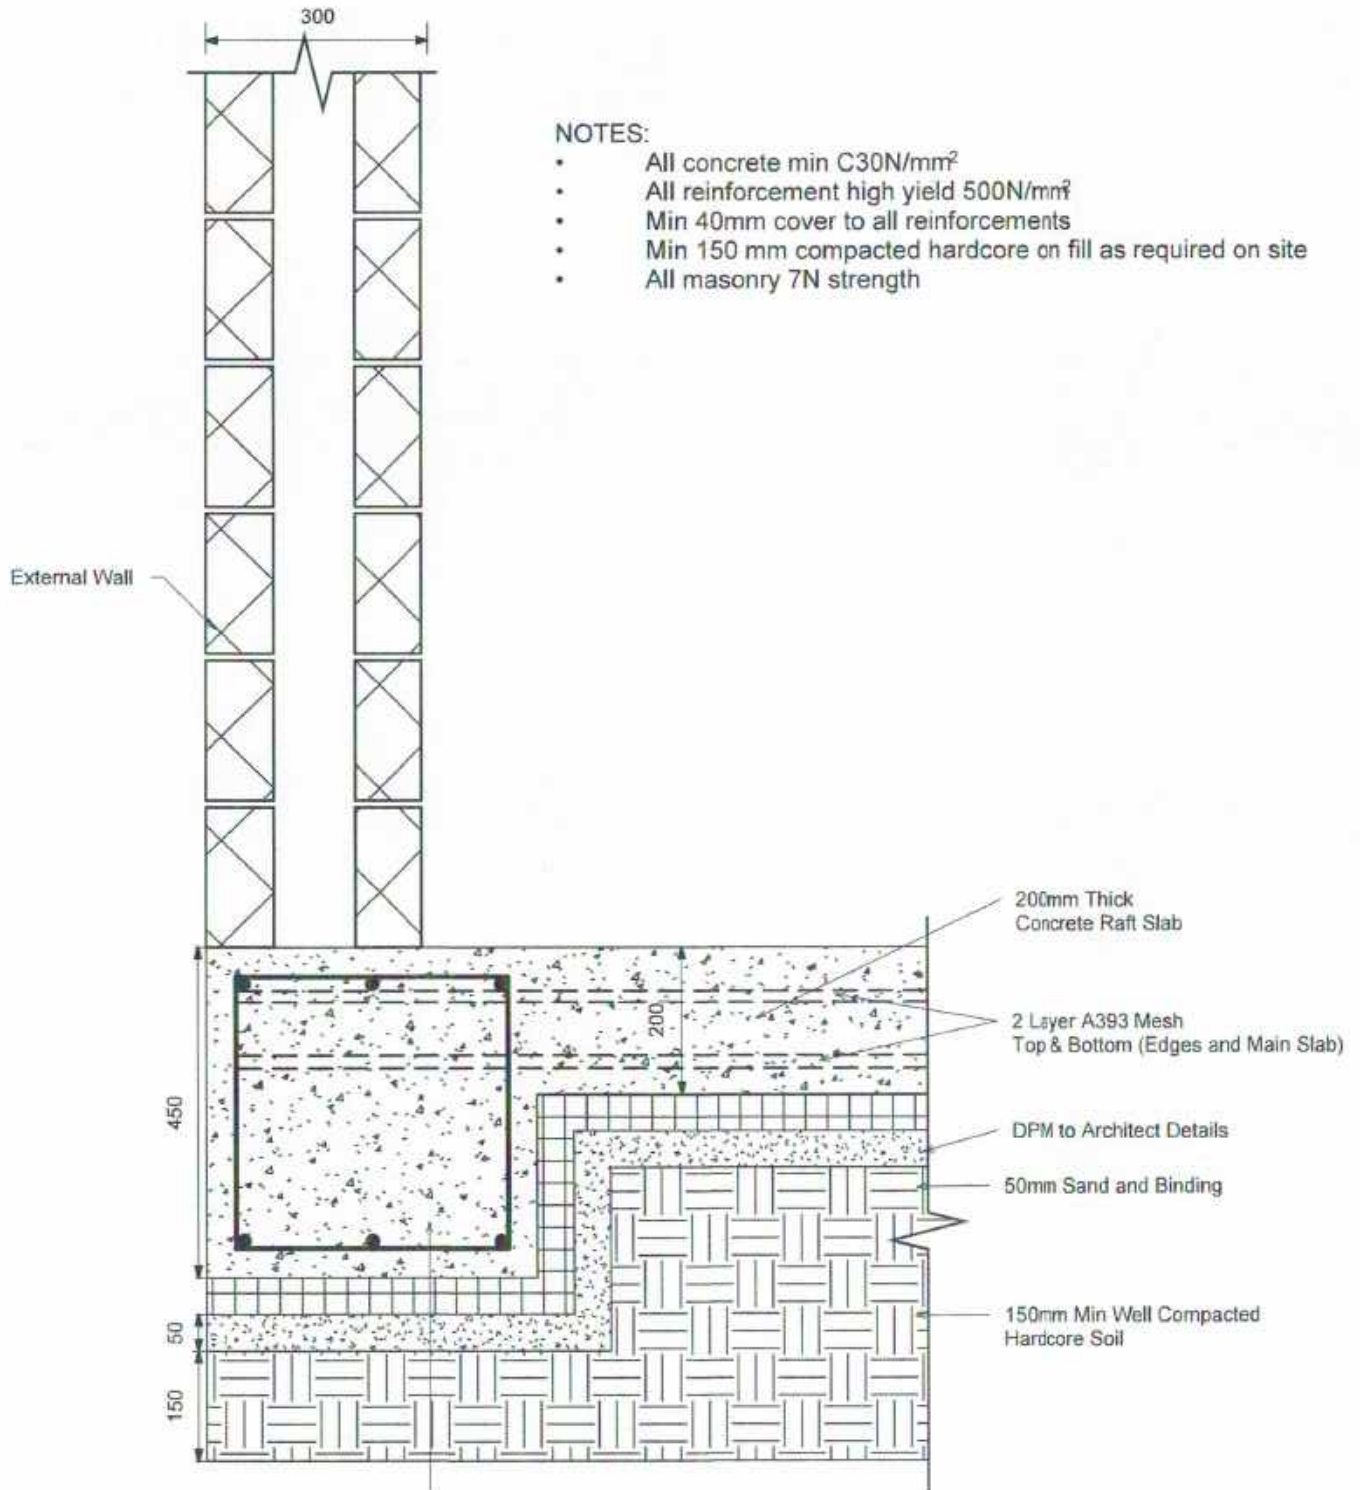 300
NOTES:
• All concrete min C30N/mm²
• All reinforcement high yield 500N/mm²
• Min 40mm cover to all reinforcements
• Min 150 mm compacted hardcore on fill as required on site
• All masonry 7N strength
External Wall
200mm Thick
Concrete Raft Slab
200
2 Layer A393 Mesh
Top & Bottom (Edges and Main Slab)
450
DPM to Architect Details
50mm Sand and Binding
50
150mm Min Well Compacted
Hardcore Soil
150